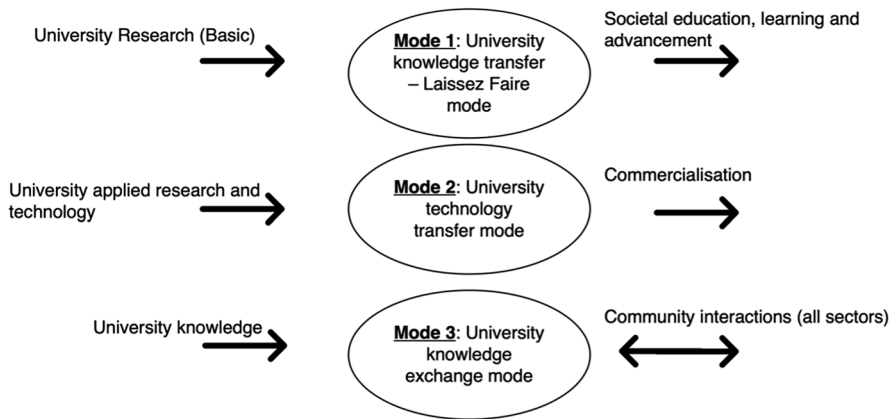 University Research (Basic)
Mode 1: University
knowledge transfer
– Laissez Faire
mode
Societal education, learning and
advancement
University applied research and
technology
Mode 2: University
technology
transfer mode
Commercialisation
University knowledge
Mode 3: University
knowledge
exchange mode
Community interactions (all sectors)